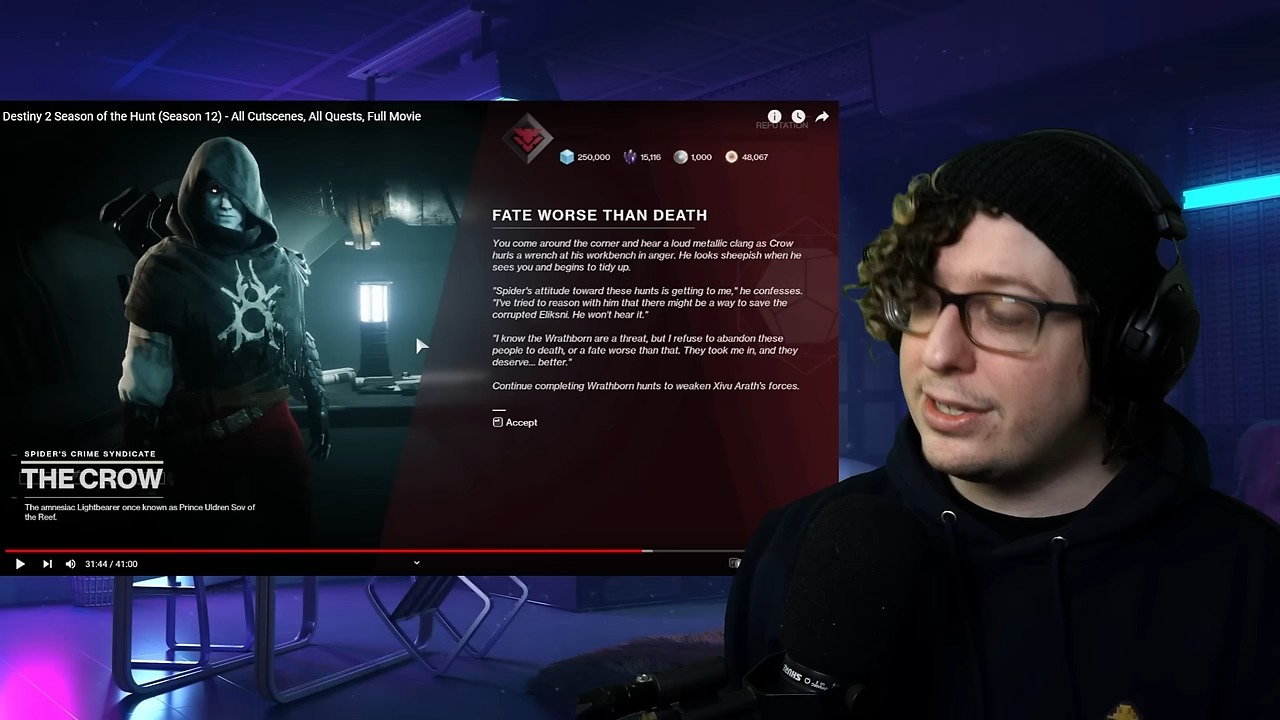 Destiny 2 Season of the Hunt (Season 12) - All Cutscenes, All Quests, Full Movie
REPUTATION
250,000 15,116 1,000 48,067
FATE WORSE THAN DEATH
You come around the corner and hear a loud metallic clang as Crow
hurls a wrench at his workbench in anger. He looks sheepish when he
sees you and begins to tidy up.
"Spider's attitude toward these hunts is getting to me," he confesses.
"I've tried to reason with him that there might be a way to save the
corrupted Eliksni. He won't hear it."
"I know the Wrathborn are a threat, but I refuse to abandon these
people to death, or a fate worse than that. They took me in, and they
deserve... better."
Continue completing Wrathborn hunts to weaken Xivu Arath's forces.
Accept
SPIDER'S CRIME SYNDICATE
THE CROW
The amnesiac Lightbearer once known as Prince Uldren Sov of
the Reef.
31:44 / 41:00